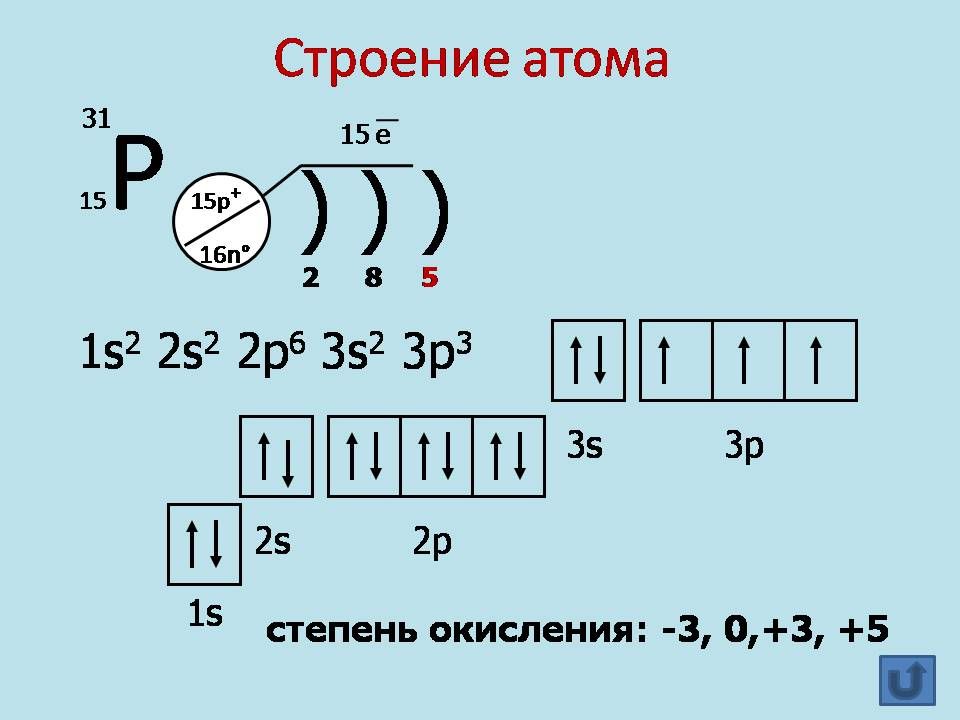 Строение атома
31
15 e
P
15
15p⁺
16n°
2 8 5
1s² 2s² 2p⁶ 3s² 3p³
3s 3p
2s 2p
1s
степень окисления: -3, 0,+3, +5